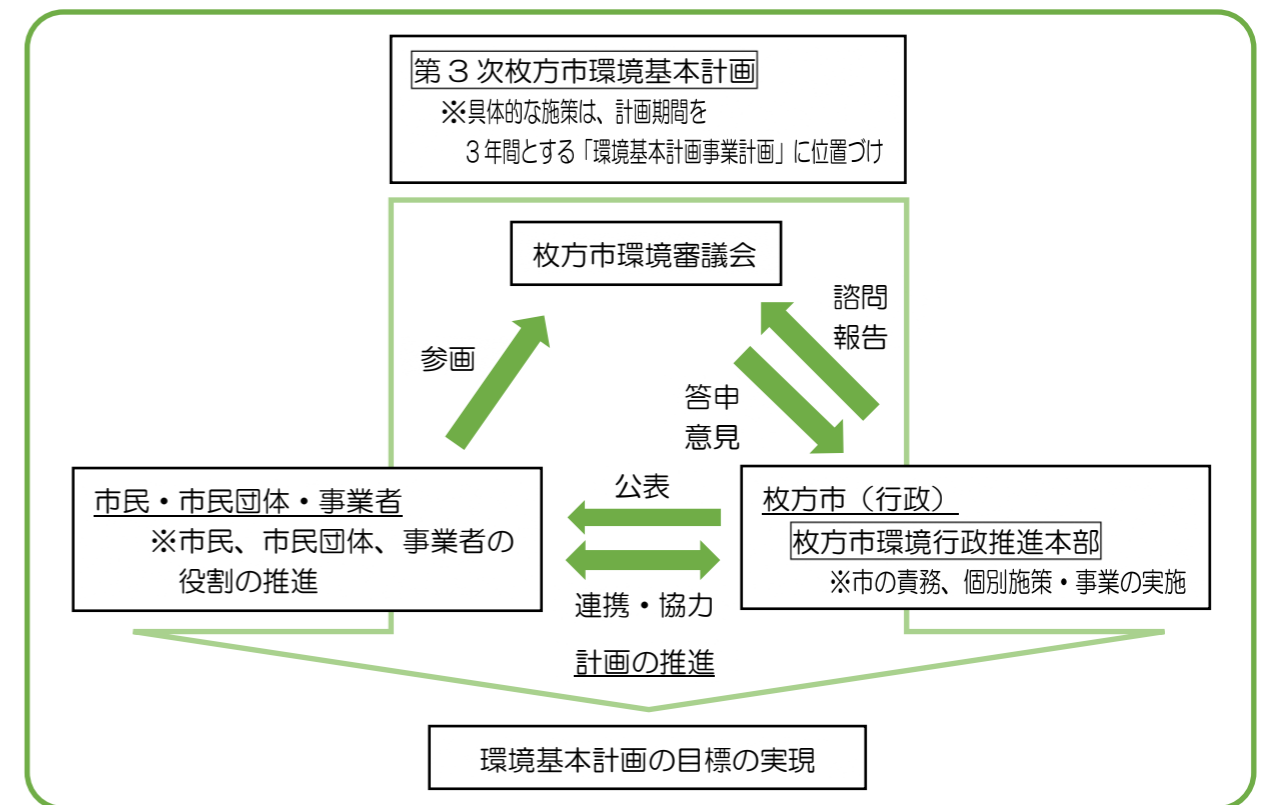 第3次枚方市環境基本計画
※具体的な施策は、計画期間を
3年間とする「環境基本計画事業計画」に位置づけ
枚方市環境審議会
諮問
報告
参画
答申
意見
市民・市民団体・事業者
※市民、市民団体、事業者の
役割の推進
公表
連携・協力
枚方市（行政）
枚方市環境行政推進本部
※市の責務、個別施策・事業の実施
計画の推進
環境基本計画の目標の実現